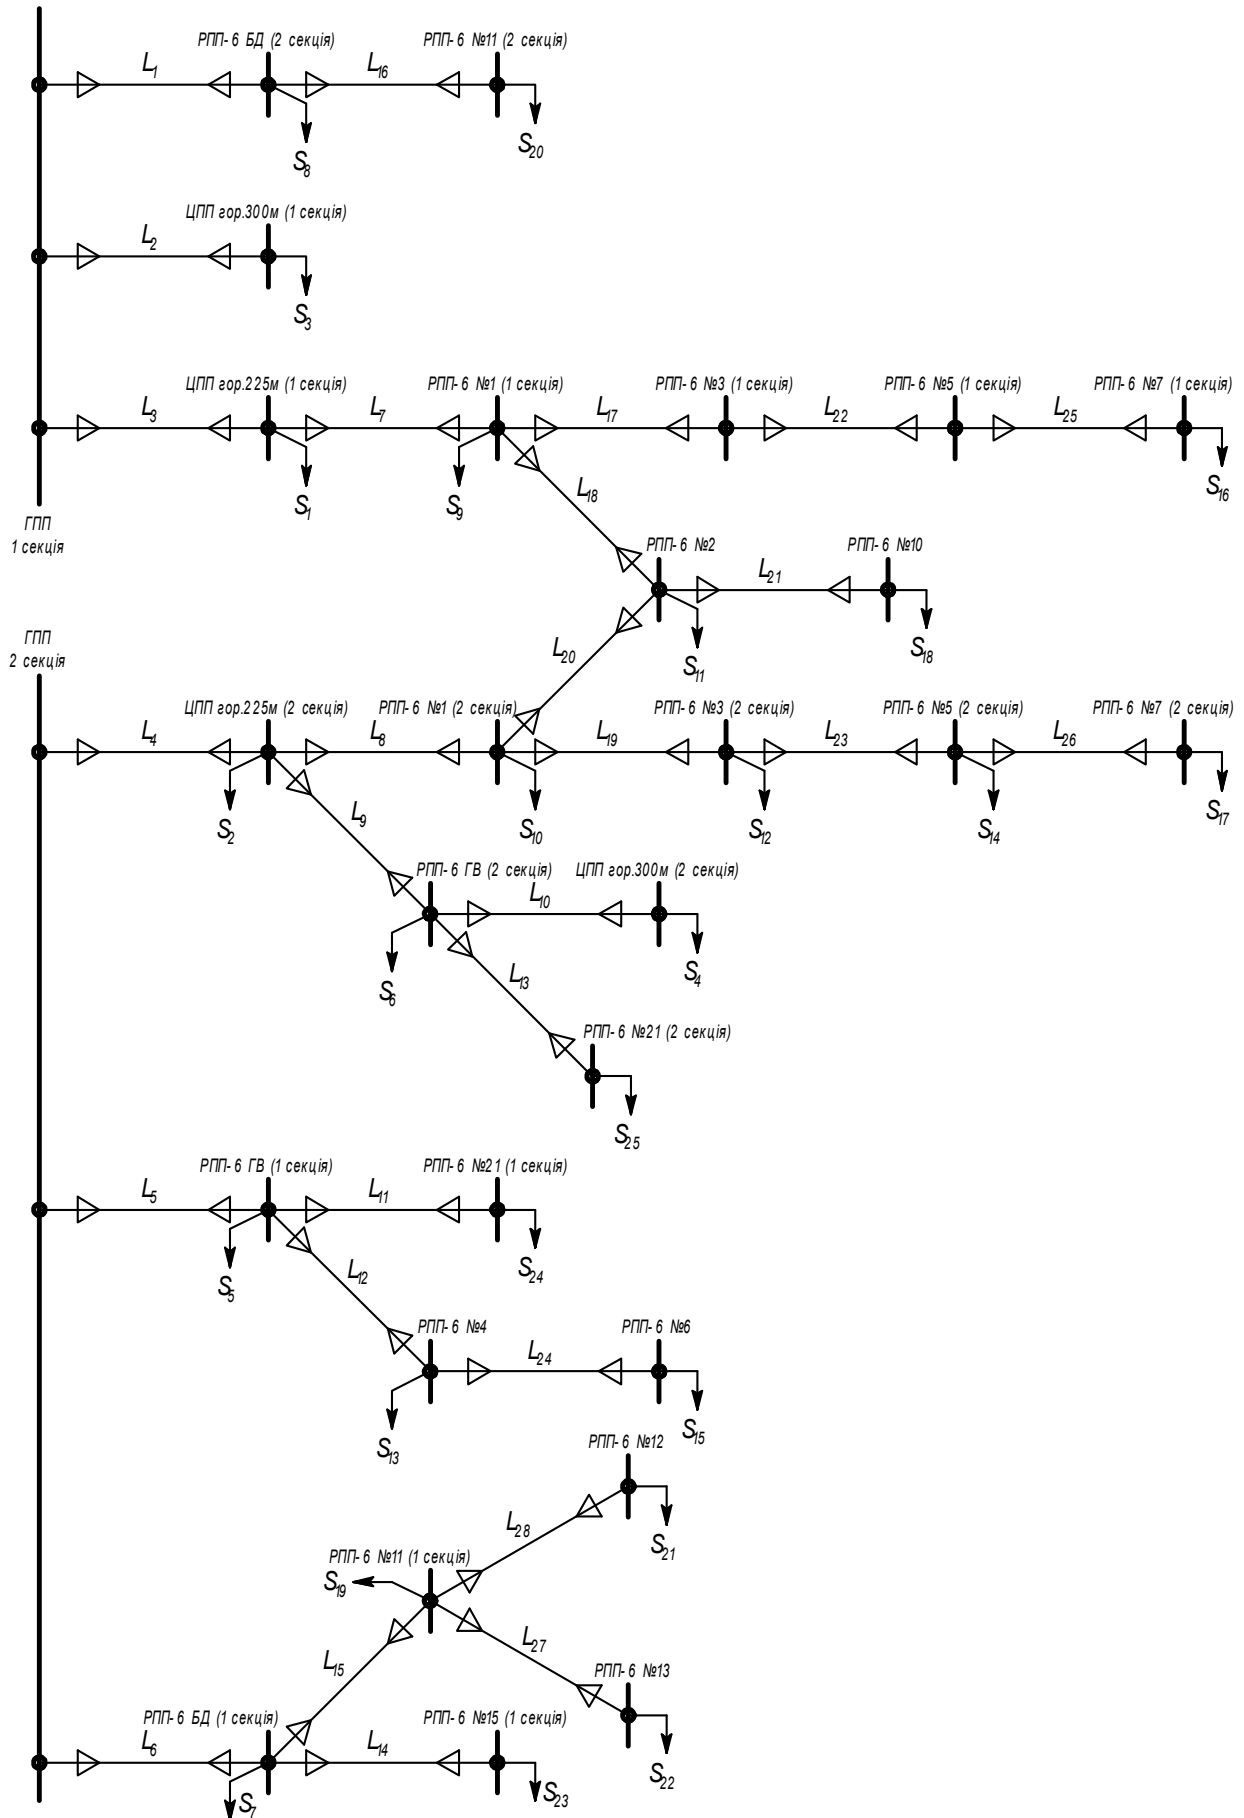 РПП-6 БД (2 секція)
РПП-6 №11 (2 секція)
L1
L16
S8
S20
ЦПП гор.300м (1 секція)
L2
S3
ЦПП гор.225м (1 секція)
РПП-6 №1 (1 секція)
РПП-6 №3 (1 секція)
РПП-6 №5 (1 секція)
РПП-6 №7 (1 секція)
L3
L7
L17
L22
L25
S1
S9
L18
S16
ГПП
1 секція
РПП-6 №2
РПП-6 №10
L21
ГПП
2 секція
L20
S11
S18
ЦПП гор.225м (2 секція)
РПП-6 №1 (2 секція)
РПП-6 №3 (2 секція)
РПП-6 №5 (2 секція)
РПП-6 №7 (2 секція)
L4
L8
L19
L23
L26
S2
L9
S10
S12
S14
S17
РПП-6 ГВ (2 секція)
ЦПП гор.300м (2 секція)
L10
S6
L13
S4
РПП-6 №21 (2 секція)
S25
РПП-6 ГВ (1 секція)
РПП-6 №21 (1 секція)
L5
L11
S5
L12
S24
РПП-6 №4
РПП-6 №6
L24
S13
S15
РПП-6 №12
L28
S21
РПП-6 №11 (1 секція)
S19
L27
L15
РПП-6 №13
S22
РПП-6 БД (1 секція)
РПП-6 №15 (1 секція)
L6
L14
S7
S23